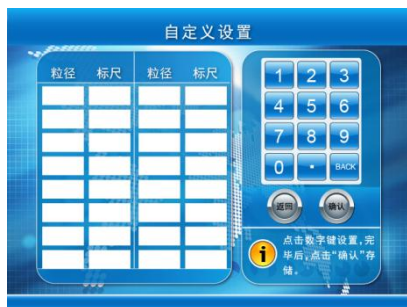 自定义设置
粒径 标尺 粒径 标尺
1 2 3
4 5 6
7 8 9
0 · BACK
返回 确认
点击数字键设置,完
毕后,点击“确认”存
储。